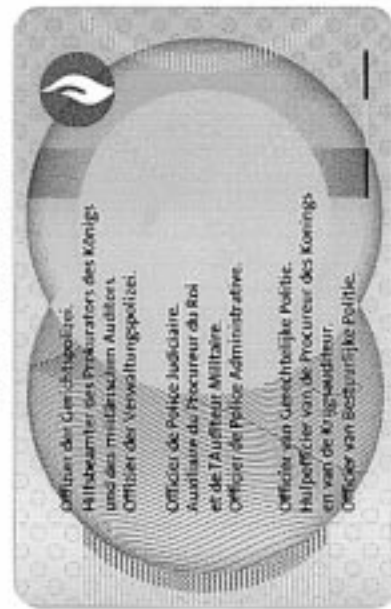 Offizier der Gerichtspolizei.
Hilfsbeamter des Prokurators des Königs
und des militärischen Auditors.
Offizier der Verwaltungspolizei.
Officier de Police Judiciaire.
Auxiliaire du Procureur du Roi
et de l'Auditeur Militaire.
Officier de Police Administrative.
Officier van Gerechtelijke Politie.
Hulpofficier van de Procureur des Konings
en van de Krijgsauditeur.
Officier van Bestuurlijke Politie.